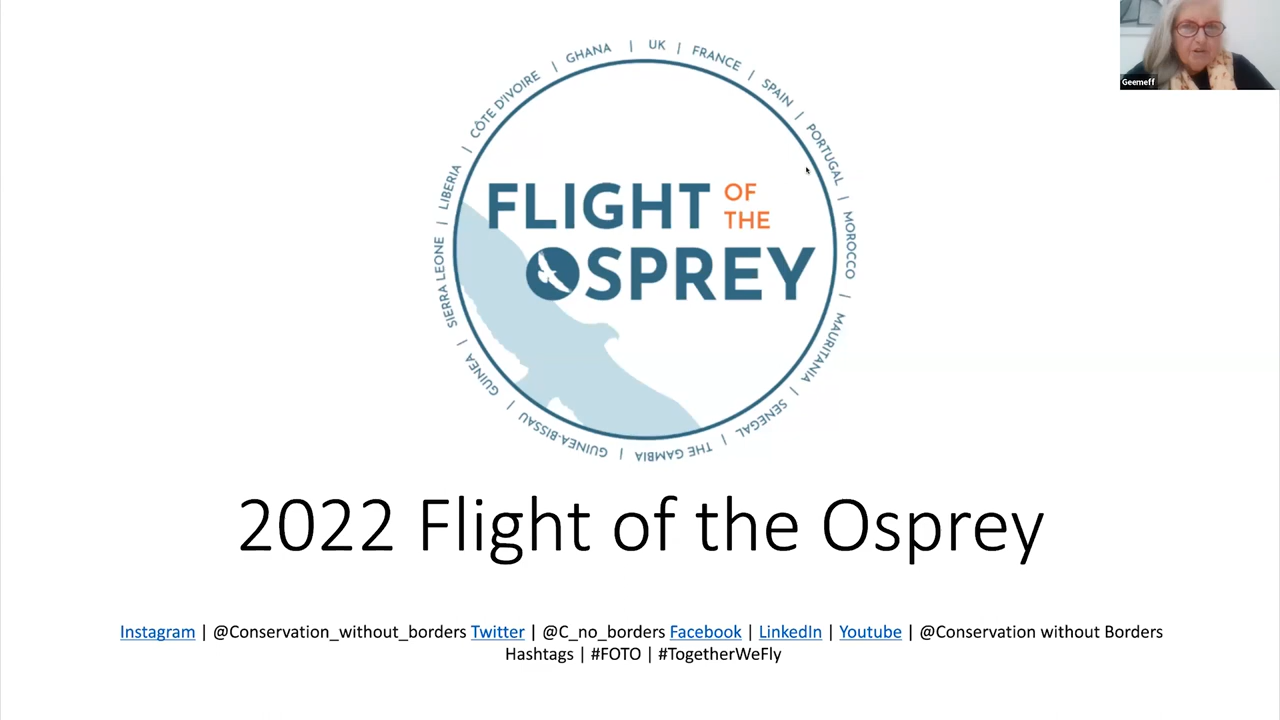 Geemeff
UK | FRANCE | SPAIN | PORTUGAL | MOROCCO | MAURITANIA | SENEGAL | THE GAMBIA | GUINEA-BISSAU | GUINEA | SIERRA LEONE | LIBERIA | CÔTE D'IVOIRE | GHANA |
FLIGHT OF THE
OSPREY
2022 Flight of the Osprey
Instagram | @Conservation_without_borders Twitter | @C_no_borders Facebook | LinkedIn | Youtube | @Conservation without Borders
Hashtags | #FOTO | #TogetherWeFly